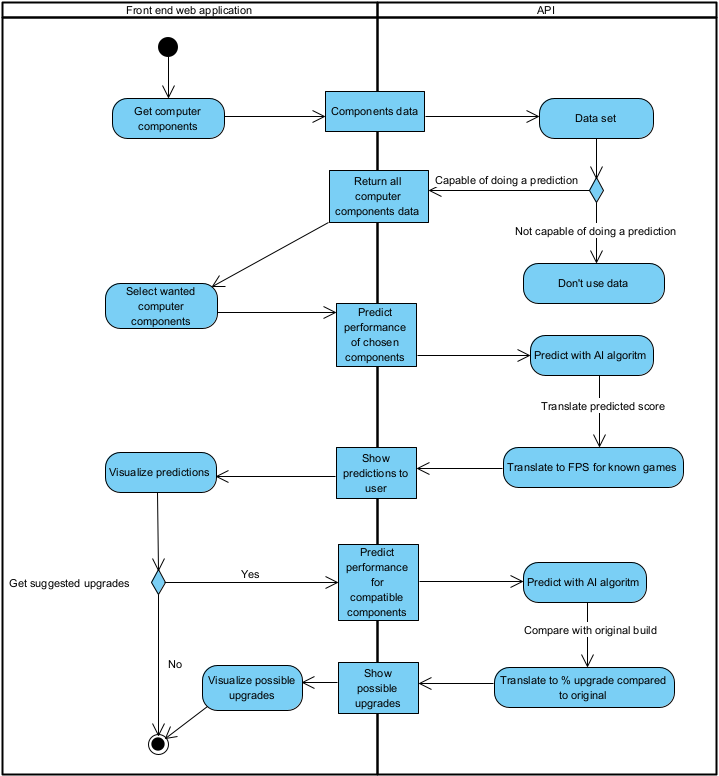 Front end web application
API
Get computer
components
Components data
Data set
Return all
computer
components data
Capable of doing a prediction
Not capable of doing a prediction
Don't use data
Select wanted
computer
components
Predict
performance
of chosen
components
Predict with AI algoritm
Translate predicted score
Visualize predictions
Show
predictions to
user
Translate to FPS for known games
Get suggested upgrades
Yes
Predict
performance
for
compatible
components
Predict with AI algoritm
Compare with original build
No
Visualize possible
upgrades
Show
possible
upgrades
Translate to % upgrade compared
to original